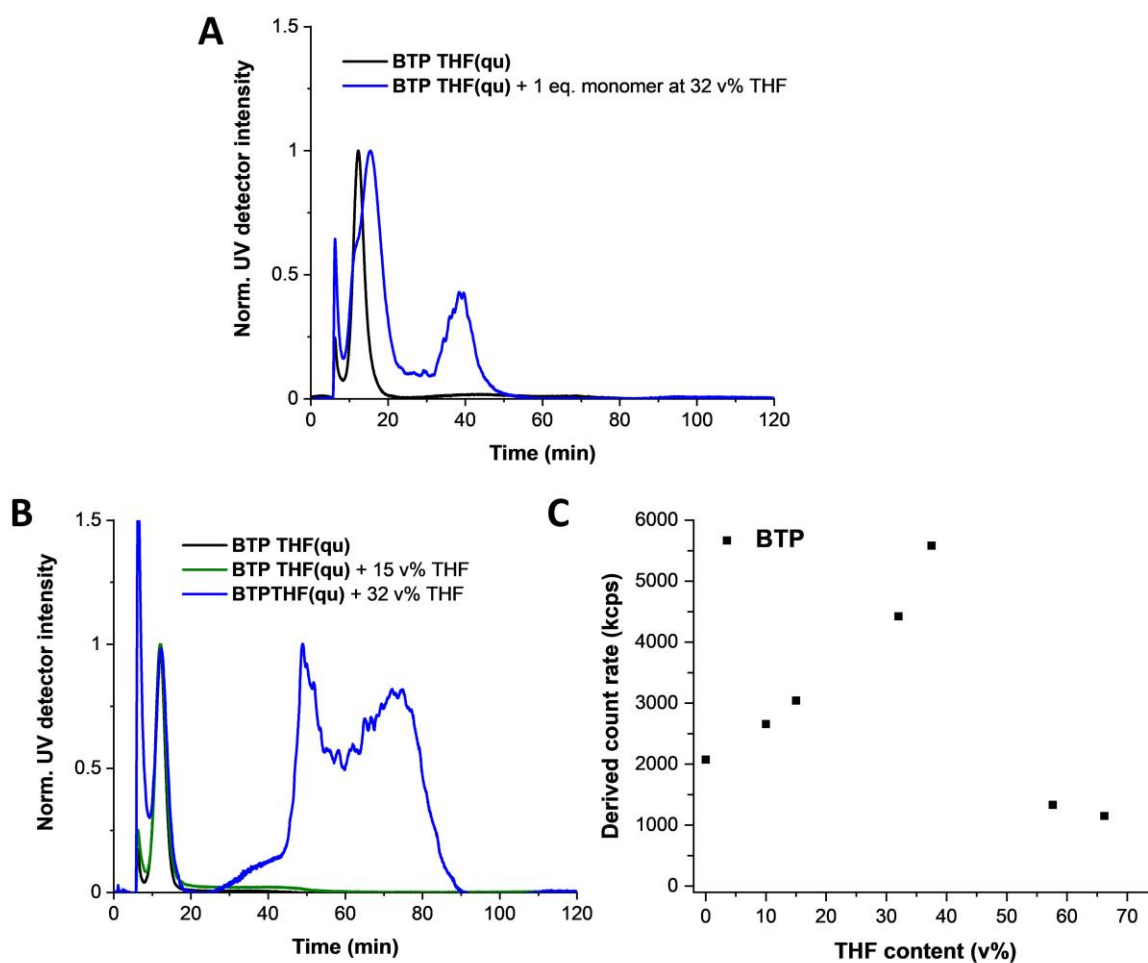 A
1.5
BTP THF(qu)
BTP THF(qu) + 1 eq. monomer at 32 v% THF
1
0.5
0
Norm. UV detector intensity
0 20 40 60 80 100 120
Time (min)
B
1.5
BTP THF(qu)
BTP THF(qu) + 15 v% THF
BTPTHF(qu) + 32 v% THF
1
0.5
0
Norm. UV detector intensity
0 20 40 60 80 100 120
Time (min)
C
BTP
6000
5000
4000
3000
2000
1000
0
Derived count rate (kcps)
0 10 20 30 40 50 60 70
THF content (v%)